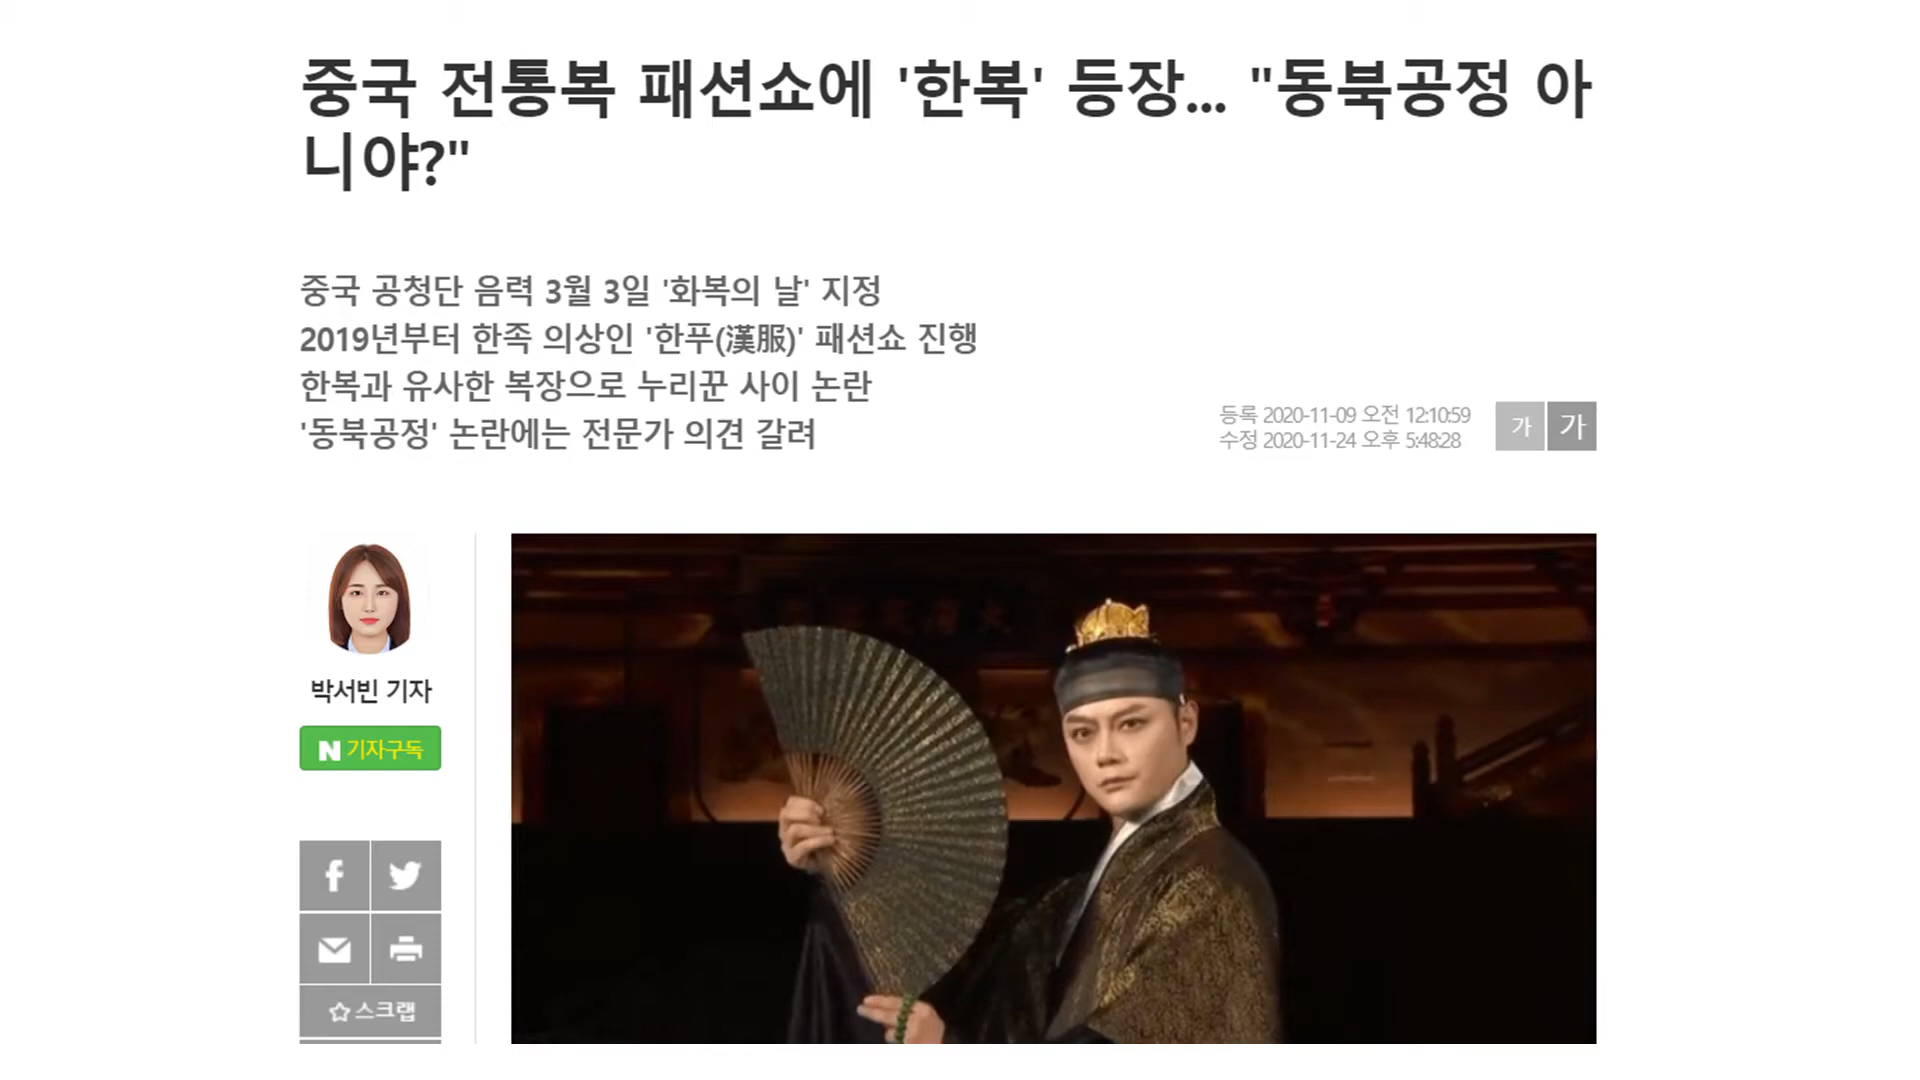 중국 전통복 패션쇼에 '한복' 등장... "동북공정 아
니야?"
중국 공청단 음력 3월 3일 '화복의 날' 지정
2019년부터 한족 의상인 '한푸(漢服)' 패션쇼 진행
한복과 유사한 복장으로 누리꾼 사이 논란
'동북공정' 논란에는 전문가 의견 갈려
등록 2020-11-09 오전 12:10:59
수정 2020-11-24 오후 5:48:28
가 가
박서빈 기자
N 기자구독
스크랩